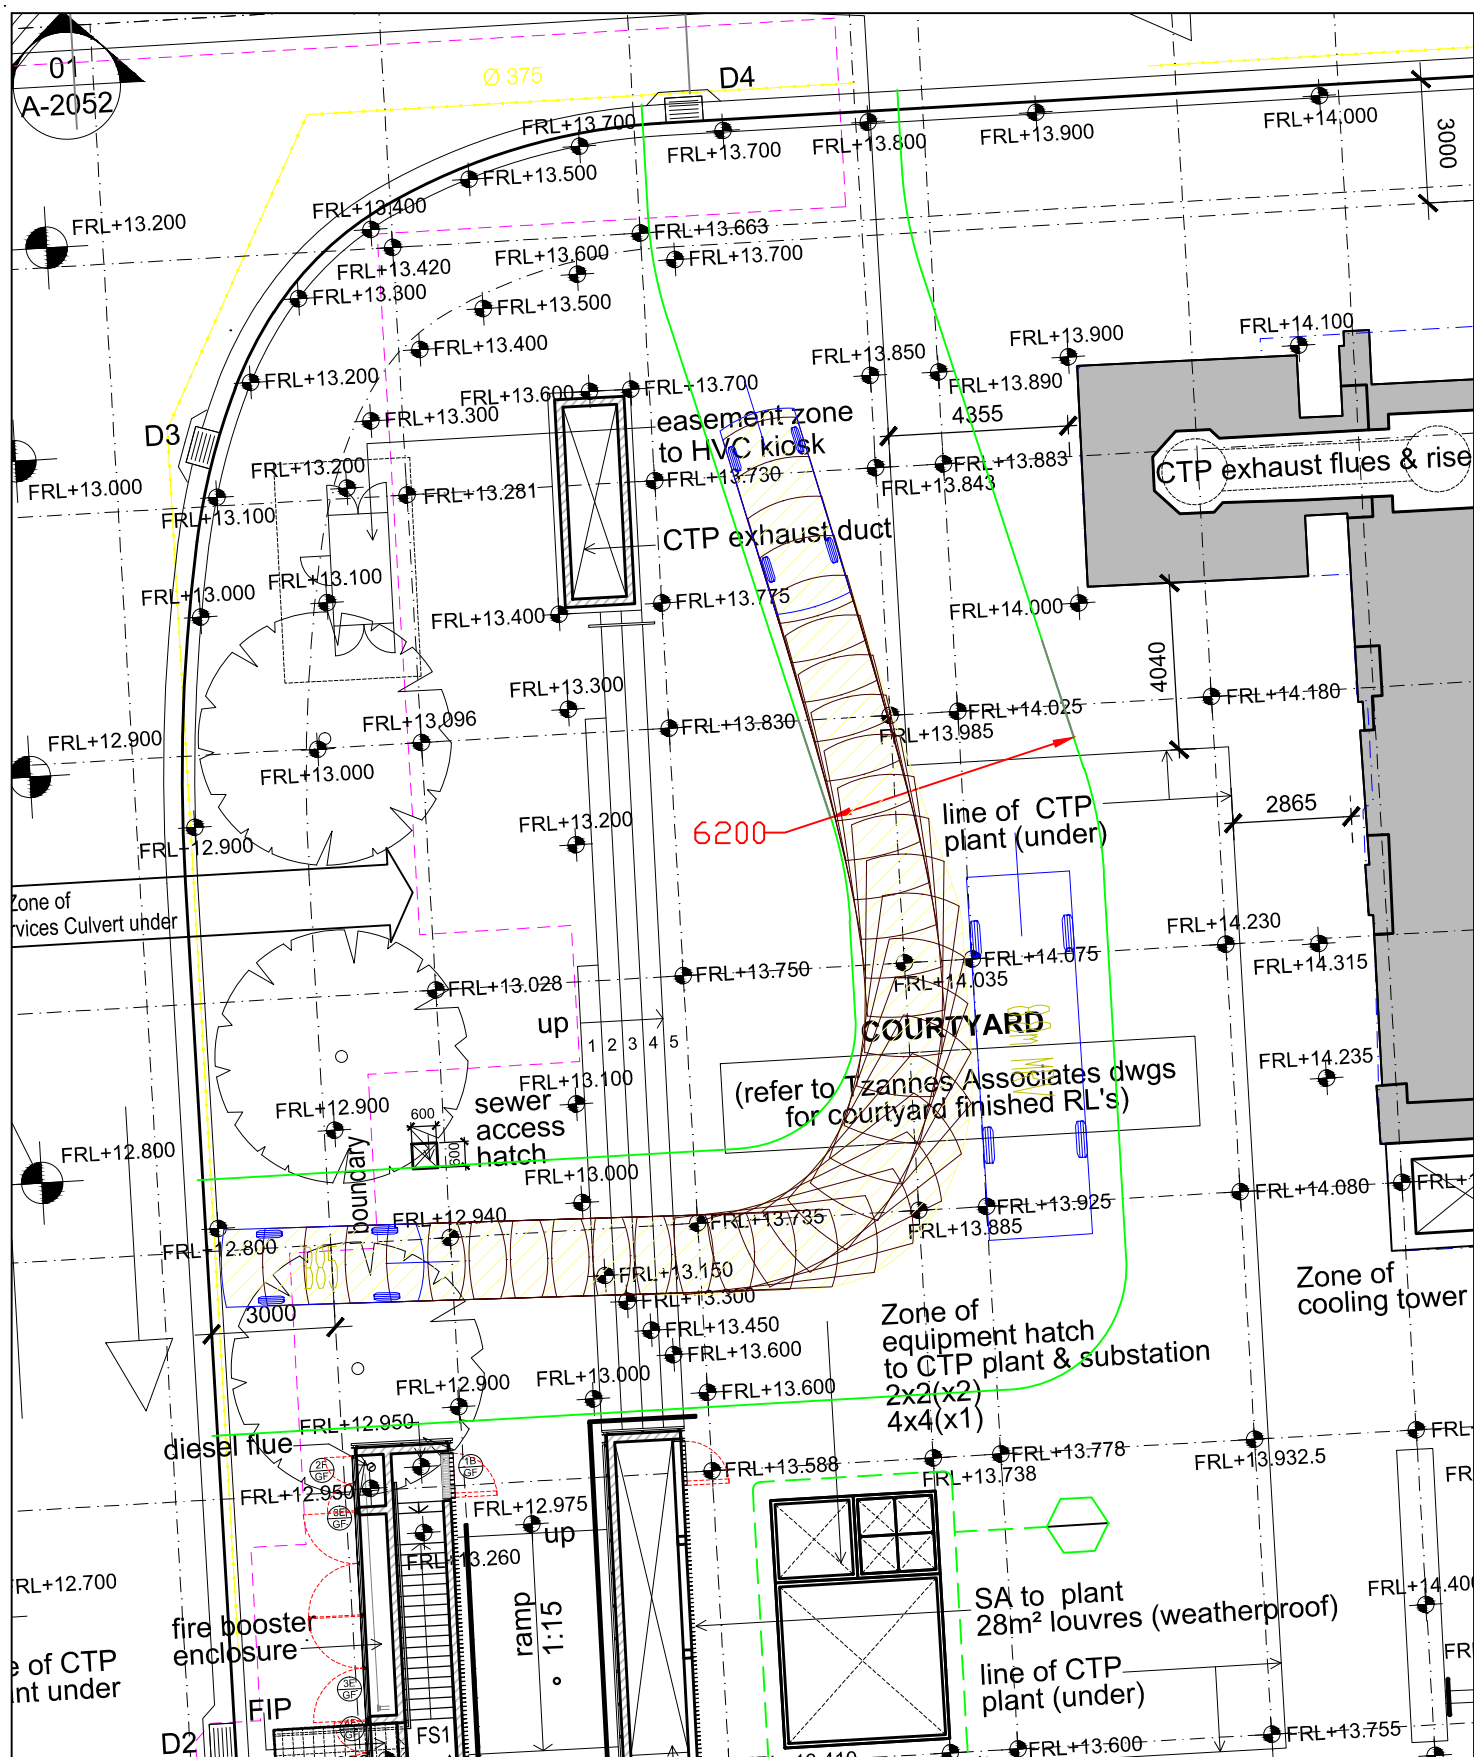 01
A-2052
Ø 375
D4
FRL+13.700
FRL+13.700
FRL+13.800
FRL+13.900
FRL+14.000
3000
FRL+13.500
FRL+13.400
FRL+13.200
FRL+13.663
FRL+13.420
FRL+13.600
FRL+13.700
FRL+13.300
FRL+13.500
FRL+13.400
FRL+13.900
FRL+14.100
FRL+13.850
FRL+13.200
FRL+13.600
FRL+13.700
FRL+13.890
FRL+13.300
easement zone
to HVC kiosk
4355
D3
FRL+13.200
FRL+13.730
FRL+13.883
FRL+13.843
CTP exhaust flues & rise
FRL+13.000
FRL+13.100
FRL+13.281
CTP exhaust duct
FRL+13.100
FRL+13.000
FRL+13.400
FRL+13.775
FRL+14.000
4040
FRL+13.300
FRL+14.180
FRL+13.096
FRL+13.830
FRL+14.025
FRL+13.985
FRL+12.900
FRL+13.000
line of CTP
plant (under)
2865
6200
FRL+13.200
FRL+12.900
Zone of
rvices Culvert under
FRL+14.230
FRL+14.315
FRL+13.750
FRL+14.075
FRL+14.035
FRL+13.028
up
1 2 3 4 5
COURTYARD
FRL+14.235
(refer to Tzannes Associates dwgs
for courtyard finished RL's)
FRL+13.100
FRL+12.900
600
600
sewer
access
hatch
boundary
FRL+12.800
FRL+13.000
FRL+14.080
FRL+13.925
FRL+13.885
FRL+12.940
FRL+13.735
FRL+12.800
FRL+13.150
FRL+13.300
3000
FRL+13.450
FRL+13.600
Zone of
cooling tower
Zone of
equipment hatch
to CTP plant & substation
2x2(x2)
4x4(x1)
FRL+12.900
FRL+13.000
FRL+13.600
FRL+12.950
diesel flue
2F
GF
1B
GF
FRL+13.588
FRL+13.778
FRL+13.738
FRL+13.932.5
FRL+12.950
8E
GF
FRL+12.975
up
FRL+13.260
FRL+12.700
FRL+14.400
ramp
1:15
SA to plant
28m² louvres (weatherproof)
fire booster
enclosure
e of CTP
nt under
line of CTP
plant (under)
3E
GF
FIP
FS1
D2
FRL+13.755
FRL+13.600